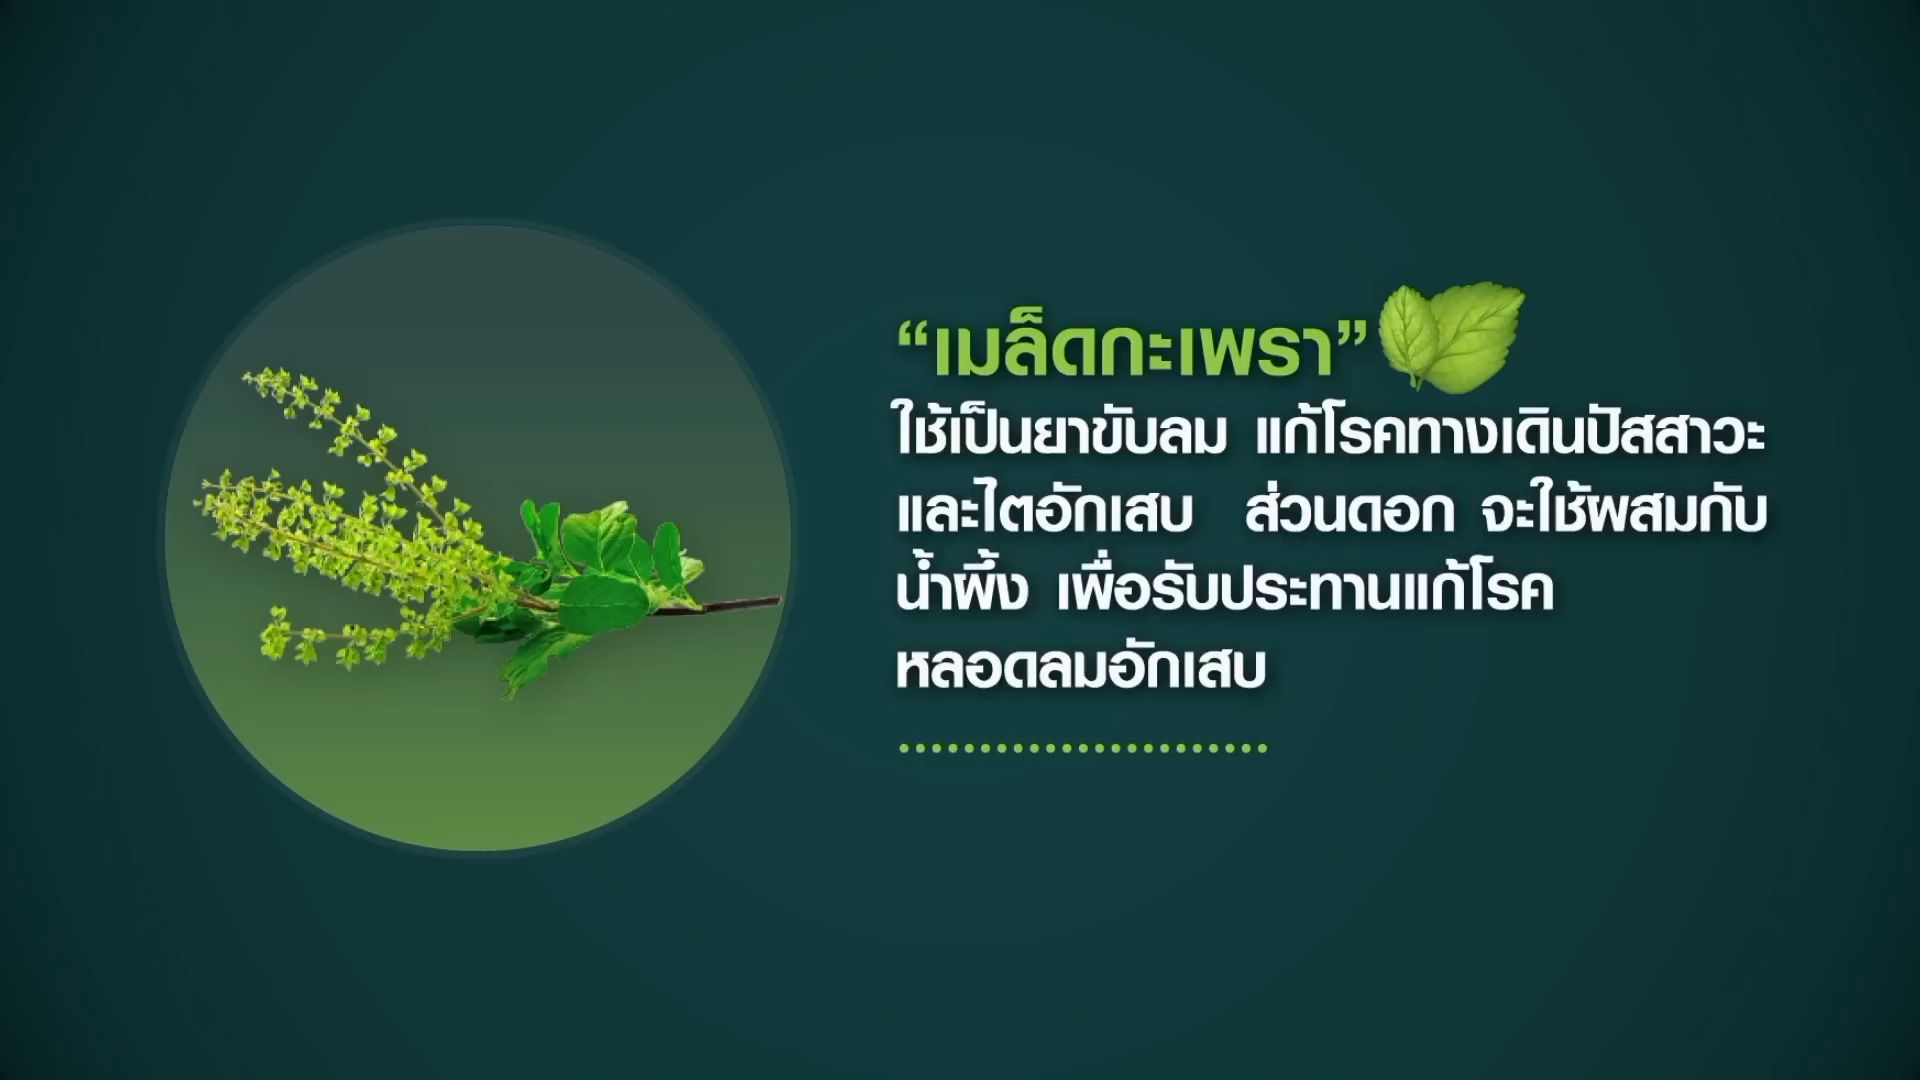 “เมล็ดกะเพรา”
ใช้เป็นยาขับลม แก้โรคทางเดินปัสสาวะ
และไตอักเสบ ส่วนดอก จะใช้ผสมกับ
น้ำผึ้ง เพื่อรับประทานแก้โรค
หลอดลมอักเสบ